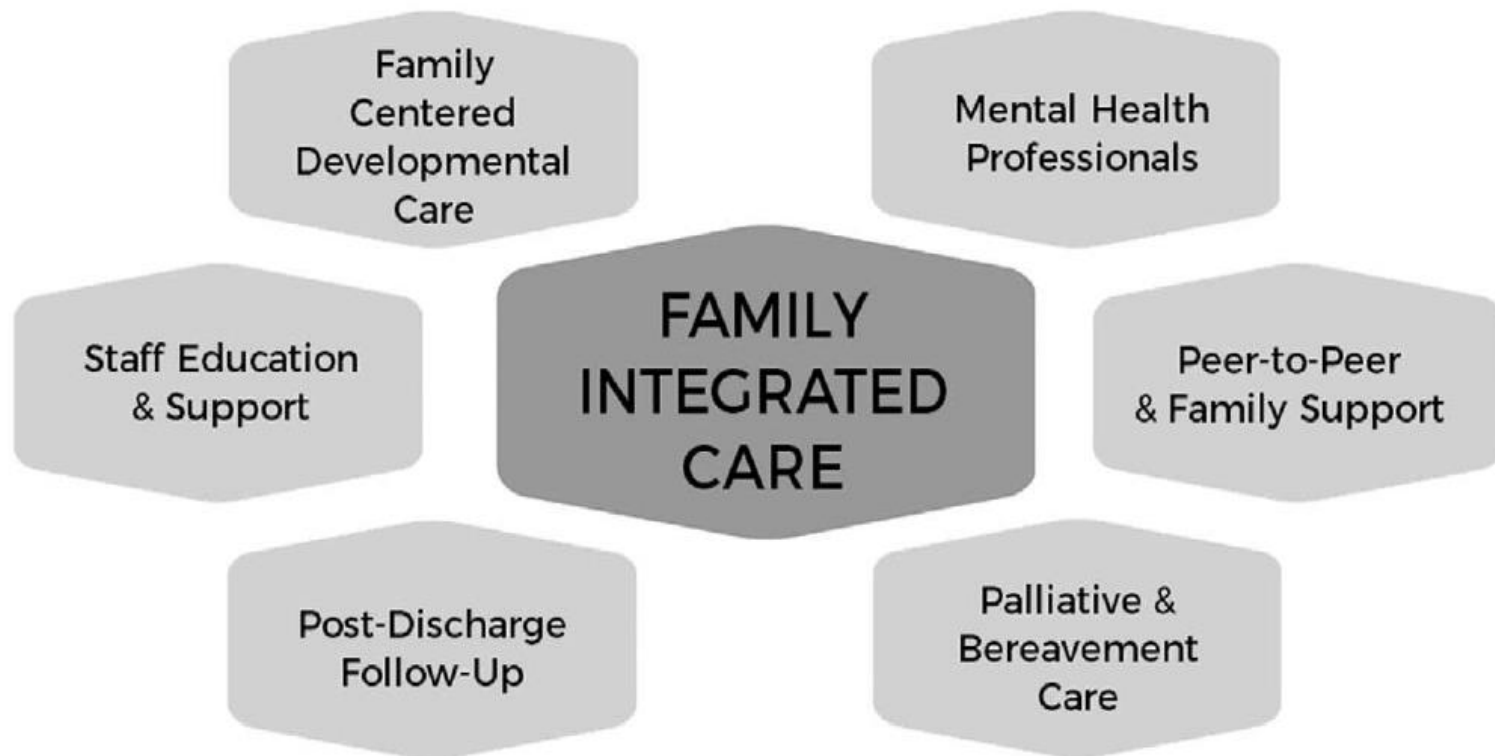 Family
Centered
Developmental
Care
Mental Health
Professionals
Staff Education
& Support
FAMILY
INTEGRATED
CARE
Peer-to-Peer
& Family Support
Post-Discharge
Follow-Up
Palliative &
Bereavement
Care